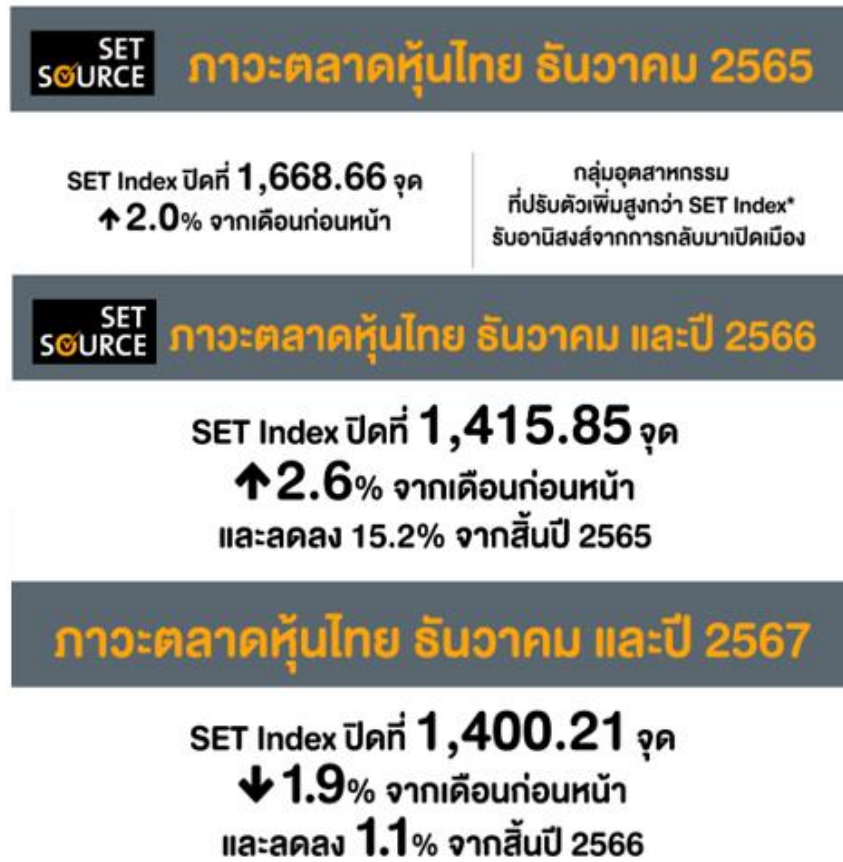 SET
SOURCE
ภาวะตลาดหุ้นไทย ธันวาคม 2565
SET Index ปิดที่ 1,668.66 จุด
↑2.0% จากเดือนก่อนหน้า
กลุ่มอุตสาหกรรม
ที่ปรับตัวเพิ่มสูงกว่า SET Index*
รับอานิสงส์จากการกลับมาเปิดเมือง
SET
SOURCE
ภาวะตลาดหุ้นไทย ธันวาคม และปี 2566
SET Index ปิดที่ 1,415.85 จุด
↑2.6% จากเดือนก่อนหน้า
และลดลง 15.2% จากสิ้นปี 2565
ภาวะตลาดหุ้นไทย ธันวาคม และปี 2567
SET Index ปิดที่ 1,400.21 จุด
↓1.9% จากเดือนก่อนหน้า
และลดลง 1.1% จากสิ้นปี 2566